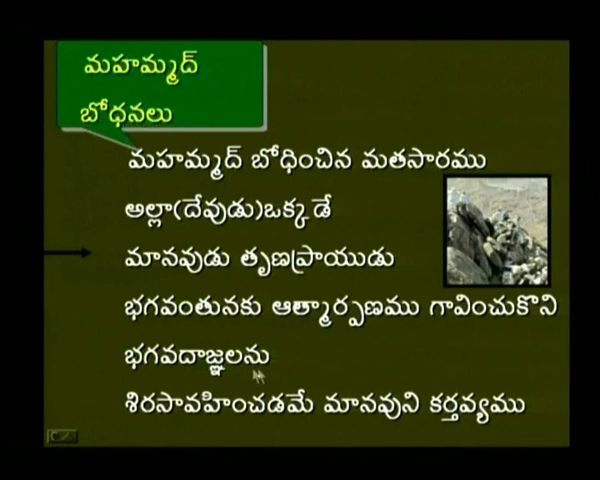 మహమ్మద్
బోధనలు
మహమ్మద్ బోధించిన మతసారము
అల్లా(దేవుడు)ఒక్కడే
మానవుడు తృణప్రాయుడు
భగవంతునకు ఆత్మార్పణము గావించుకొని
భగవదాజ్ఞలను
శిరసావహించడమే మానవుని కర్తవ్యము